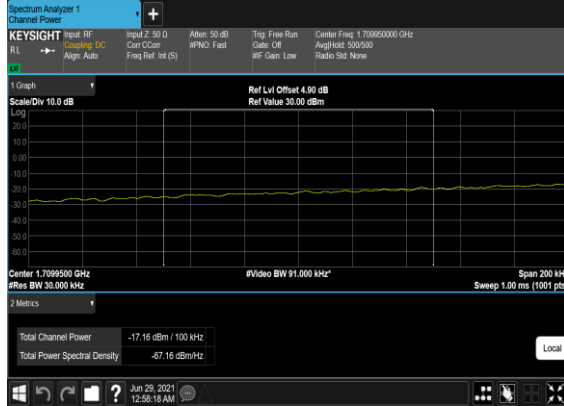 Spectrum Analyzer 1
Channel Power
+
KEYSIGHT Input: RF Input Z: 50 Ω Atten: 50 dB Trig: Free Run Center Freq: 1.709950000 GHz
RL Coupling: DC Corr CCorr #PNO: Fast Gate: Off Avg|Hold: 500/500
Align: Auto Freq Ref: Int (S) #IF Gain: Low Radio Std: None
1 Graph
Ref Lvl Offset 4.90 dB
Scale/Div 10.0 dB Ref Value 30.00 dBm
Log
20.0
10.0
0.00
-10.0
-20.0
-30.0
-40.0
-50.0
-60.0
Center 1.7099500 GHz #Video BW 91.000 kHz* Span 200 kH
#Res BW 30.000 kHz Sweep 1.00 ms (1001 pts
2 Metrics
Total Channel Power -17.16 dBm / 100 kHz
Total Power Spectral Density -67.16 dBm/Hz
Local
? Jun 29, 2021
12:58:18 AM